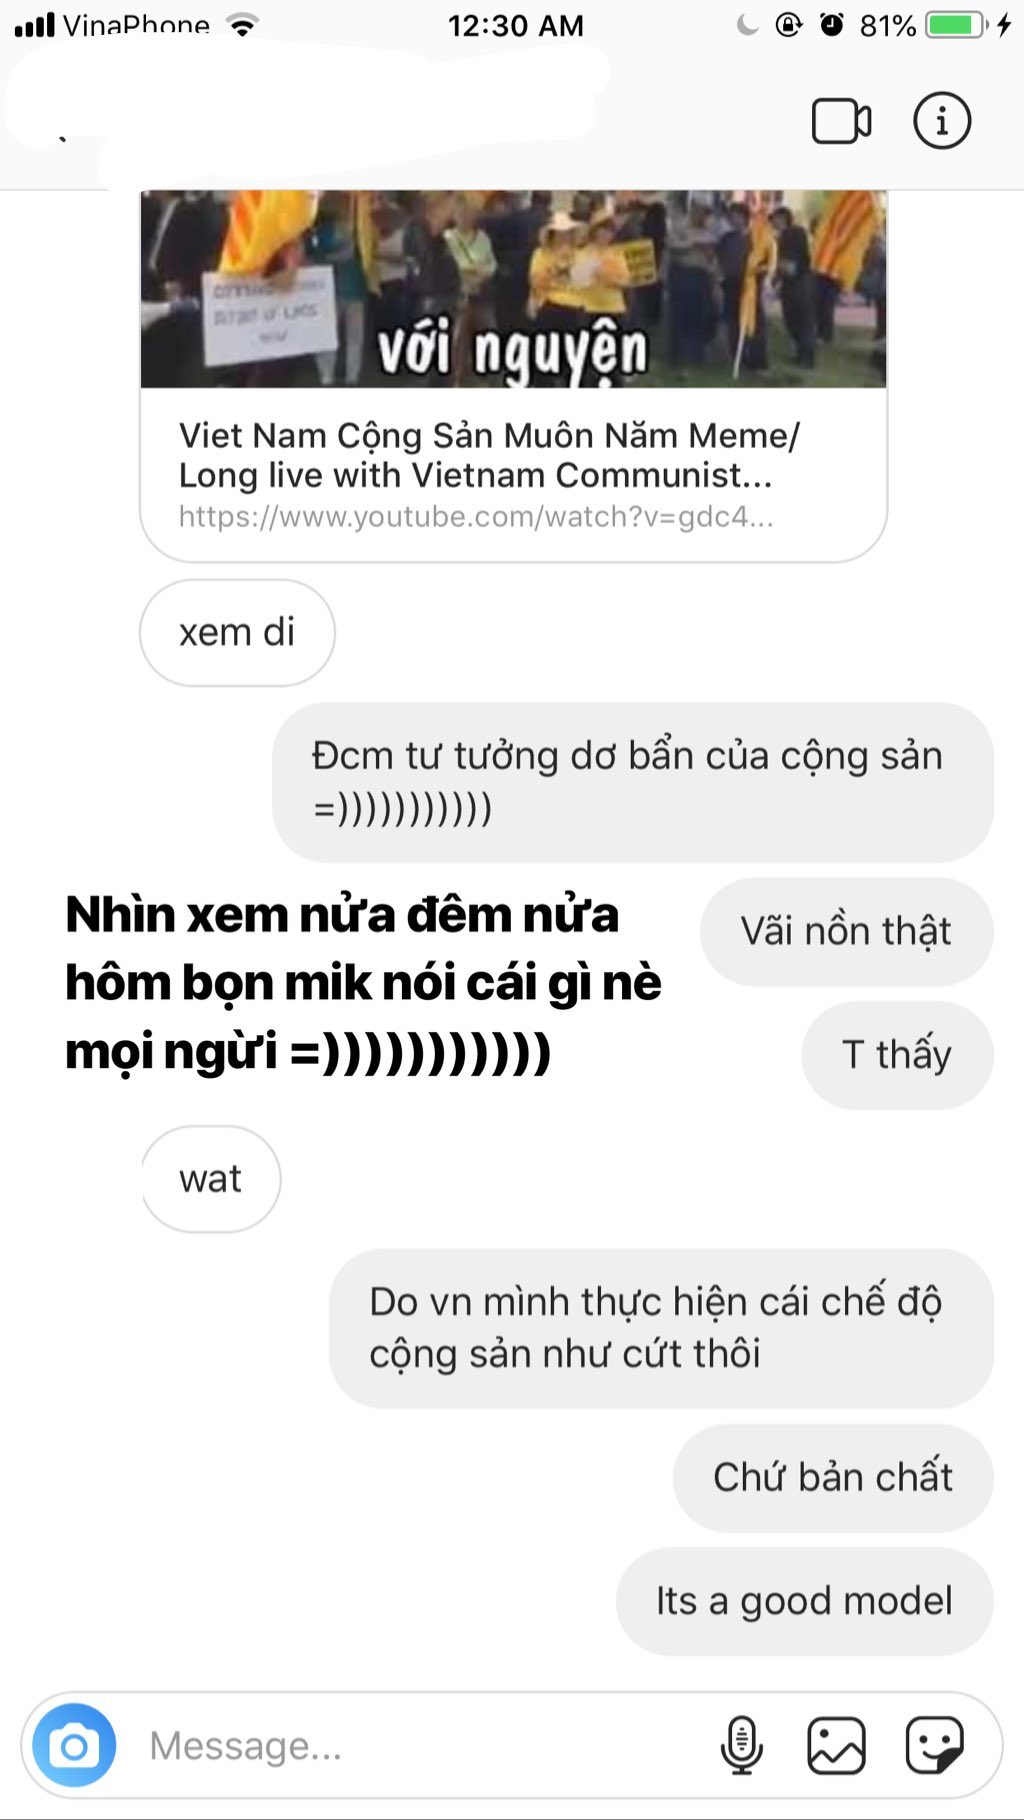 VinaPhone
12:30 AM
81%
với nguyện
Viet Nam Cộng Sản Muôn Năm Meme/
Long live with Vietnam Communist...
https://www.youtube.com/watch?v=gdc4...
xem di
Đcm tư tưởng dơ bẩn của cộng sản
=)))))))))))
Vãi nồn thật
Nhìn xem nửa đêm nửa
hôm bọn mik nói cái gì nè
mọi ngừi =)))))))))))
T thấy
wat
Do vn mình thực hiện cái chế độ
cộng sản như cứt thôi
Chứ bản chất
Its a good model
Message...